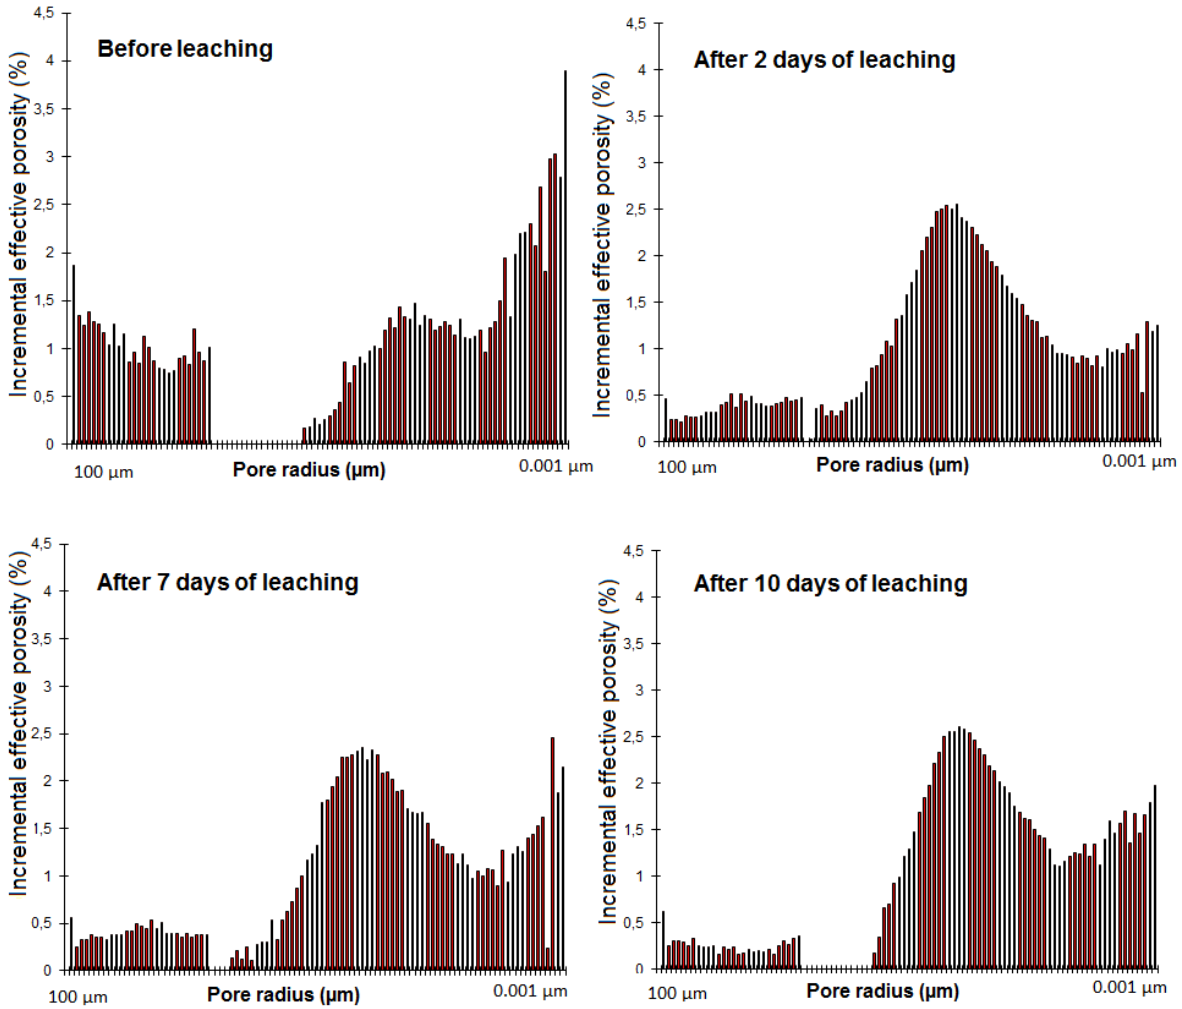 Before leaching
Incremental effective porosity (%)
4,5
4
3,5
3
2,5
2
1,5
1
0,5
0
100 µm
Pore radius (µm)
0.001 µm
After 2 days of leaching
Incremental effective porosity (%)
4,5
4
3,5
3
2,5
2
1,5
1
0,5
0
100 µm
Pore radius (µm)
0.001 µm
After 7 days of leaching
Incremental effective porosity (%)
4,5
4
3,5
3
2,5
2
1,5
1
0,5
0
100 µm
Pore radius (µm)
0.001 µm
After 10 days of leaching
Incremental effective porosity (%)
4,5
4
3,5
3
2,5
2
1,5
1
0,5
0
100 µm
Pore radius (µm)
0.001 µm